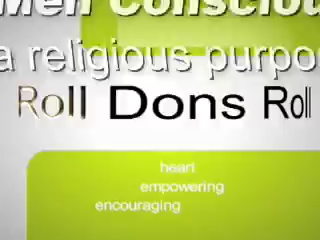 Men Consciou
a religious purpo
Roll Dons Roll
heart
empowering
encouraging